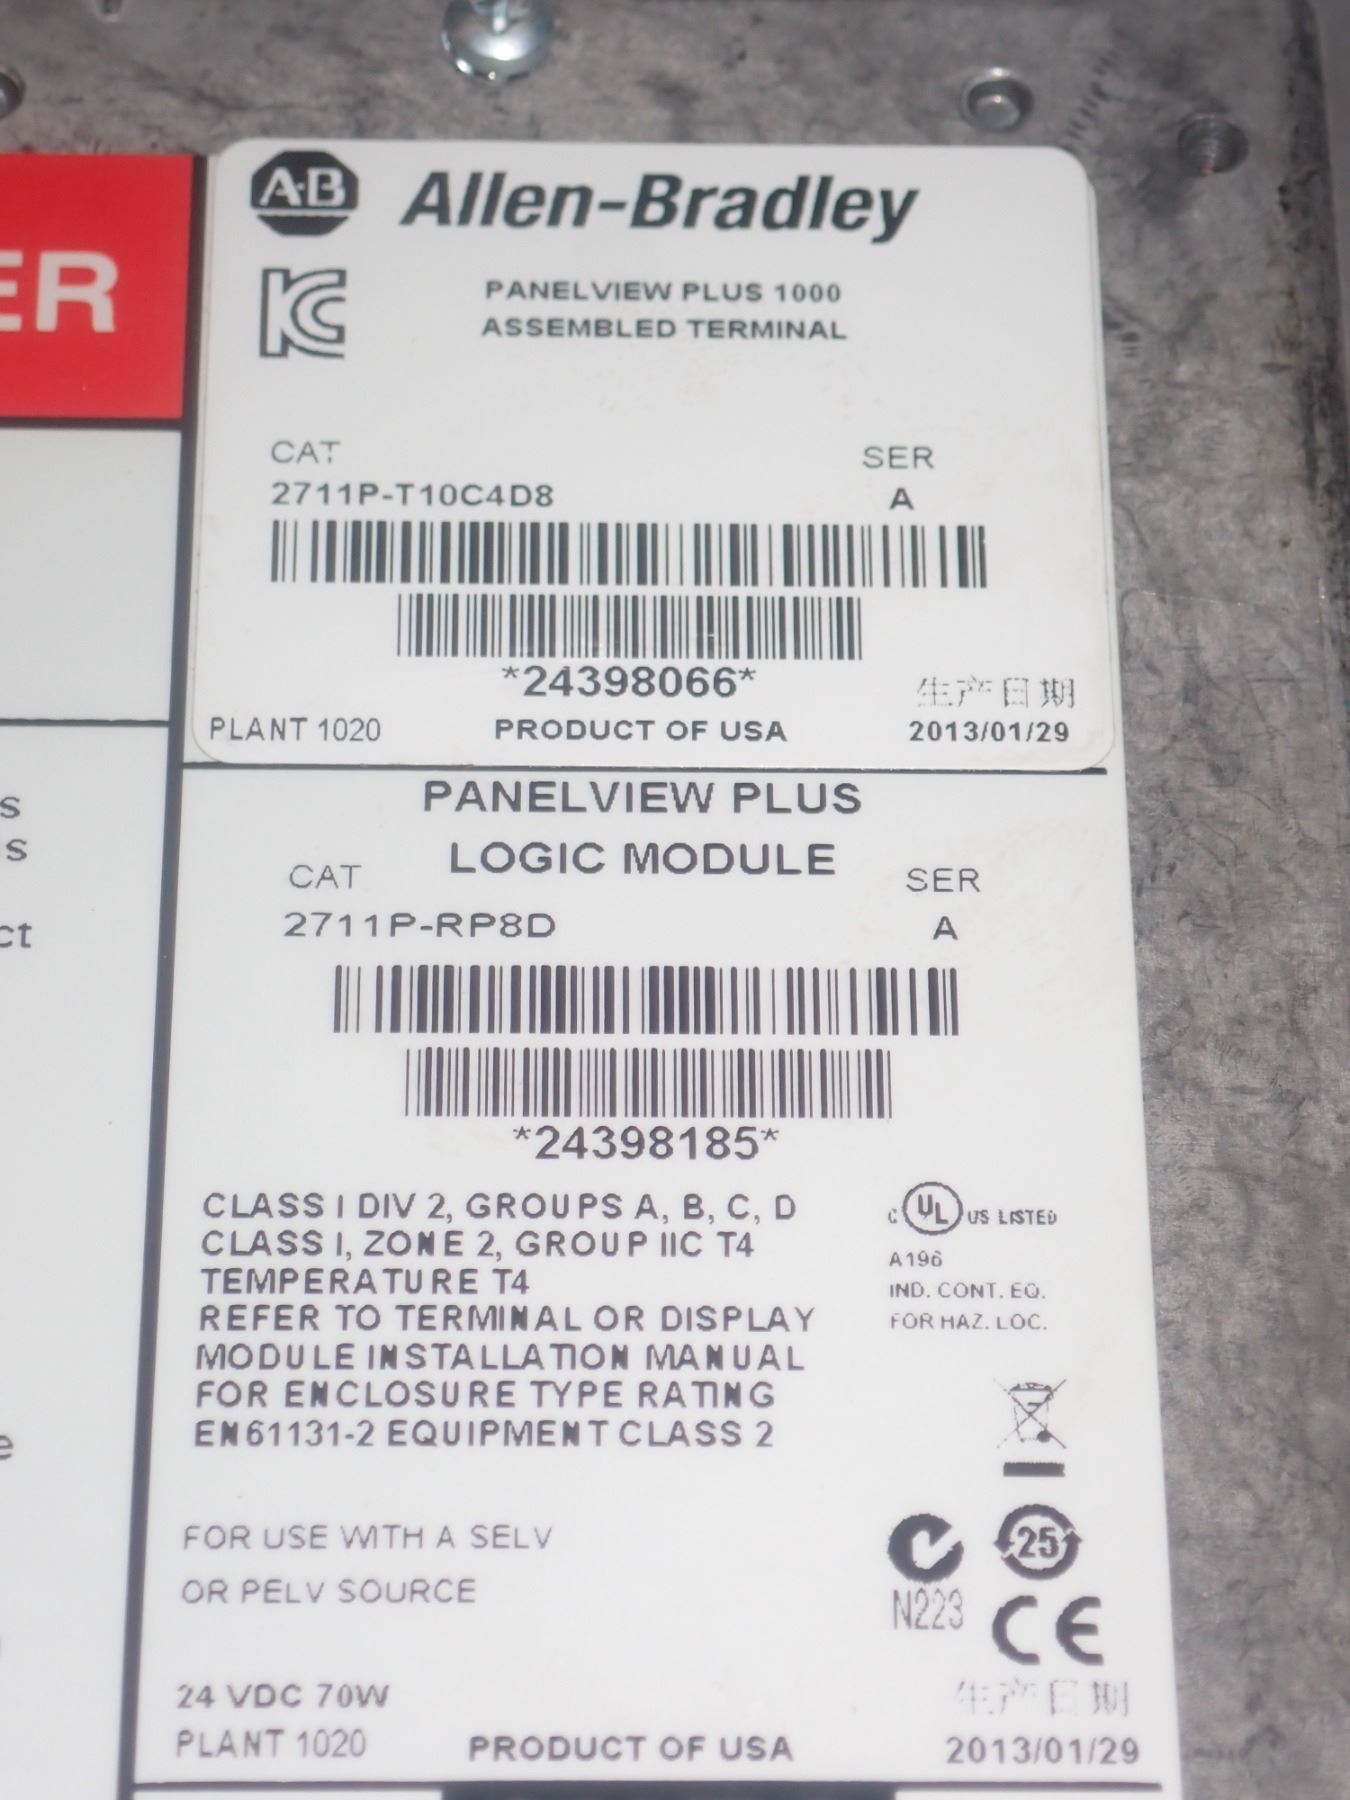 A·B Allen-Bradley
ER
KC
PANELVIEW PLUS 1000
ASSEMBLED TERMINAL
CAT SER
2711P-T10C4D8 A
*24398066*
生产日期
PLANT 1020 PRODUCT OF USA 2013/01/29
PANELVIEW PLUS
LOGIC MODULE
CAT SER
2711P-RP8D A
*24398185*
s
s
ct
e
CLASS I DIV 2, GROUPS A, B, C, D
CLASS I, ZONE 2, GROUP IIC T4
TEMPERATURE T4
REFER TO TERMINAL OR DISPLAY
MODULE INSTALLATION MANUAL
FOR ENCLOSURE TYPE RATING
EN61131-2 EQUIPMENT CLASS 2
C UL US LISTED
A196
IND. CONT. EQ.
FOR HAZ. LOC.
FOR USE WITH A SELV
OR PELV SOURCE
25
N223
CE
24 VDC 70W
生产日期
PLANT 1020 PRODUCT OF USA 2013/01/29